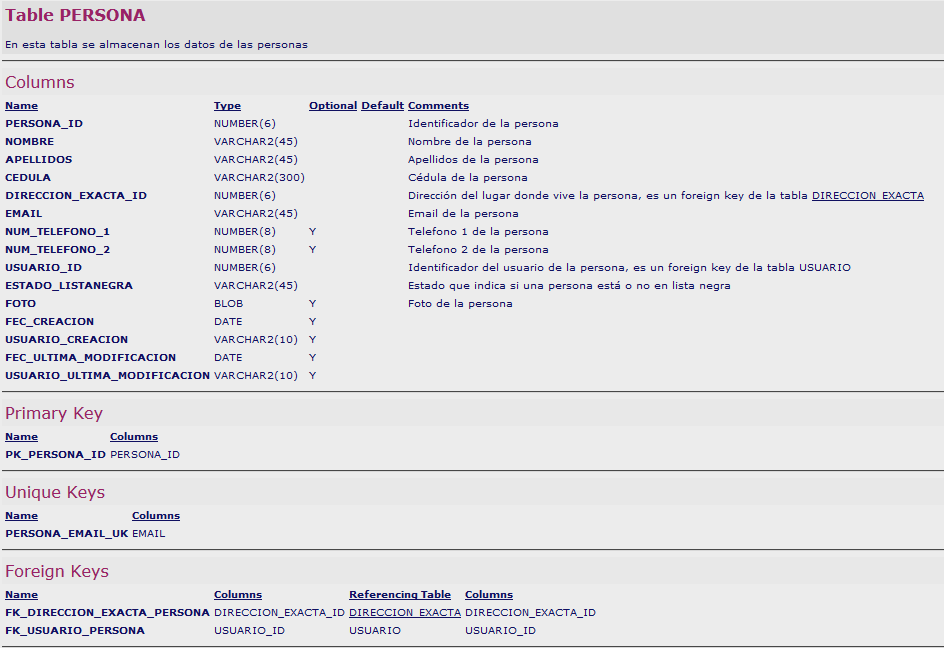 Table PERSONA
En esta tabla se almacenan los datos de las personas
Columns
Name Type Optional Default Comments
PERSONA_ID NUMBER(6) Identificador de la persona
NOMBRE VARCHAR2(45) Nombre de la persona
APELLIDOS VARCHAR2(45) Apellidos de la persona
CEDULA VARCHAR2(300) Cédula de la persona
DIRECCION_EXACTA_ID NUMBER(6) Dirección del lugar donde vive la persona, es un foreign key de la tabla DIRECCION_EXACTA
EMAIL VARCHAR2(45) Email de la persona
NUM_TELEFONO_1 NUMBER(8) Y Telefono 1 de la persona
NUM_TELEFONO_2 NUMBER(8) Y Telefono 2 de la persona
USUARIO_ID NUMBER(6) Identificador del usuario de la persona, es un foreign key de la tabla USUARIO
ESTADO_LISTANEGRA VARCHAR2(45) Estado que indica si una persona está o no en lista negra
FOTO BLOB Y Foto de la persona
FEC_CREACION DATE Y
USUARIO_CREACION VARCHAR2(10) Y
FEC_ULTIMA_MODIFICACION DATE Y
USUARIO_ULTIMA_MODIFICACION VARCHAR2(10) Y
Primary Key
Name Columns
PK_PERSONA_ID PERSONA_ID
Unique Keys
Name Columns
PERSONA_EMAIL_UK EMAIL
Foreign Keys
Name Columns Referencing Table Columns
FK_DIRECCION_EXACTA_PERSONA DIRECCION_EXACTA_ID DIRECCION_EXACTA DIRECCION_EXACTA_ID
FK_USUARIO_PERSONA USUARIO_ID USUARIO USUARIO_ID